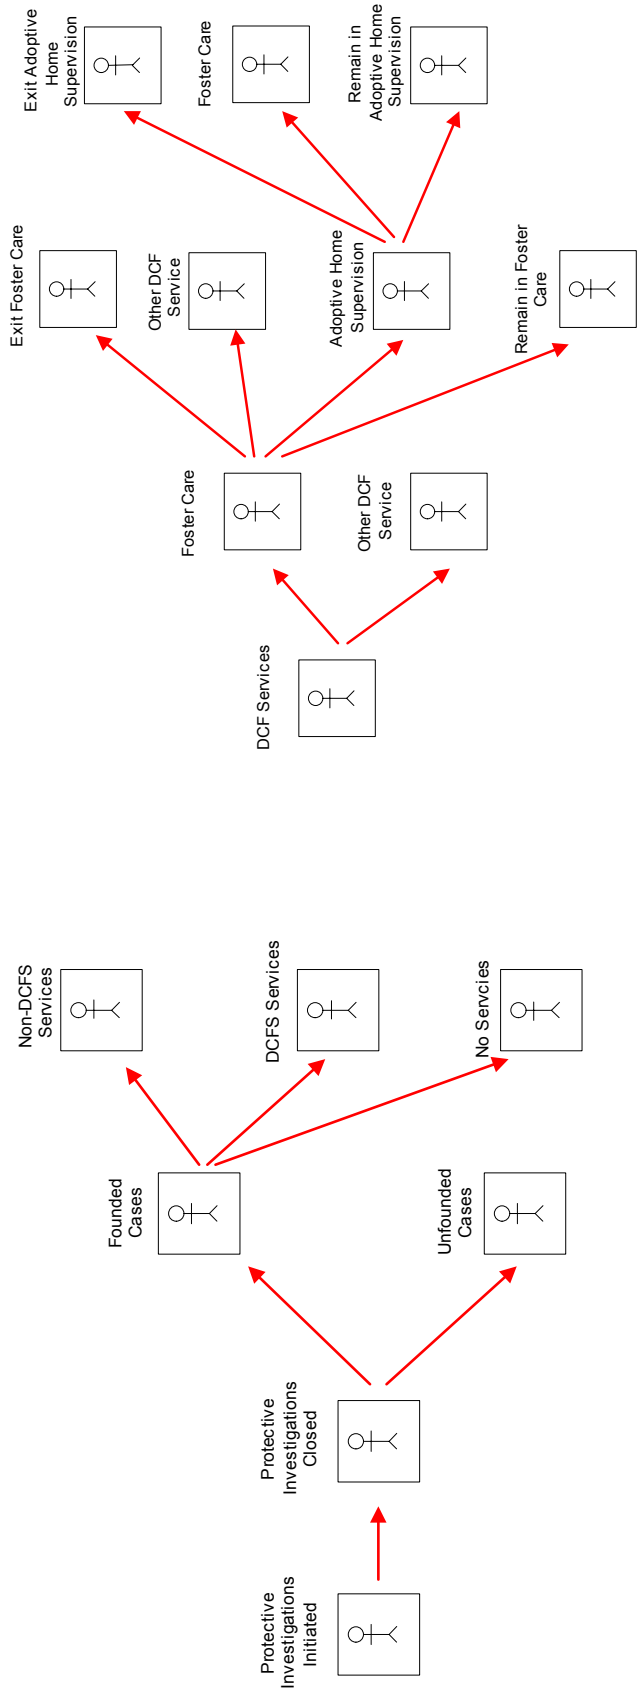 Protective
Investigations
Initiated
Protective
Investigations
Closed
Founded
Cases
Unfounded
Cases
Non-DCFS
Services
DCFS Services
No Servcies
DCF Services
Foster Care
Other DCF
Service
Exit Foster Care
Other DCF
Service
Adoptive Home
Supervision
Remain in Foster
Care
Exit Adoptive
Home
Supervision
Foster Care
Remain in
Adoptive Home
Supervision